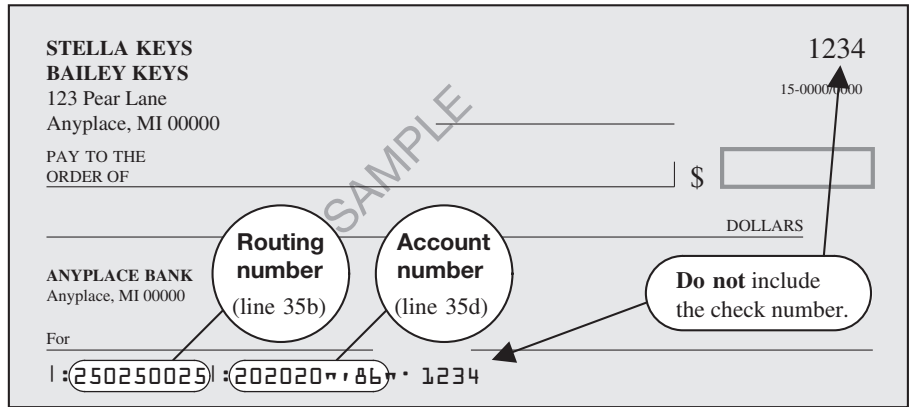 STELLA KEYS
BAILEY KEYS
123 Pear Lane
Anyplace, MI 00000
1234
15-0000/0000
SAMPLE
PAY TO THE
ORDER OF
$
DOLLARS
Routing
number
(line 35b)
Account
number
(line 35d)
Do not include
the check number.
ANYPLACE BANK
Anyplace, MI 00000
For
|:250250025|:202020"'86"' 1234